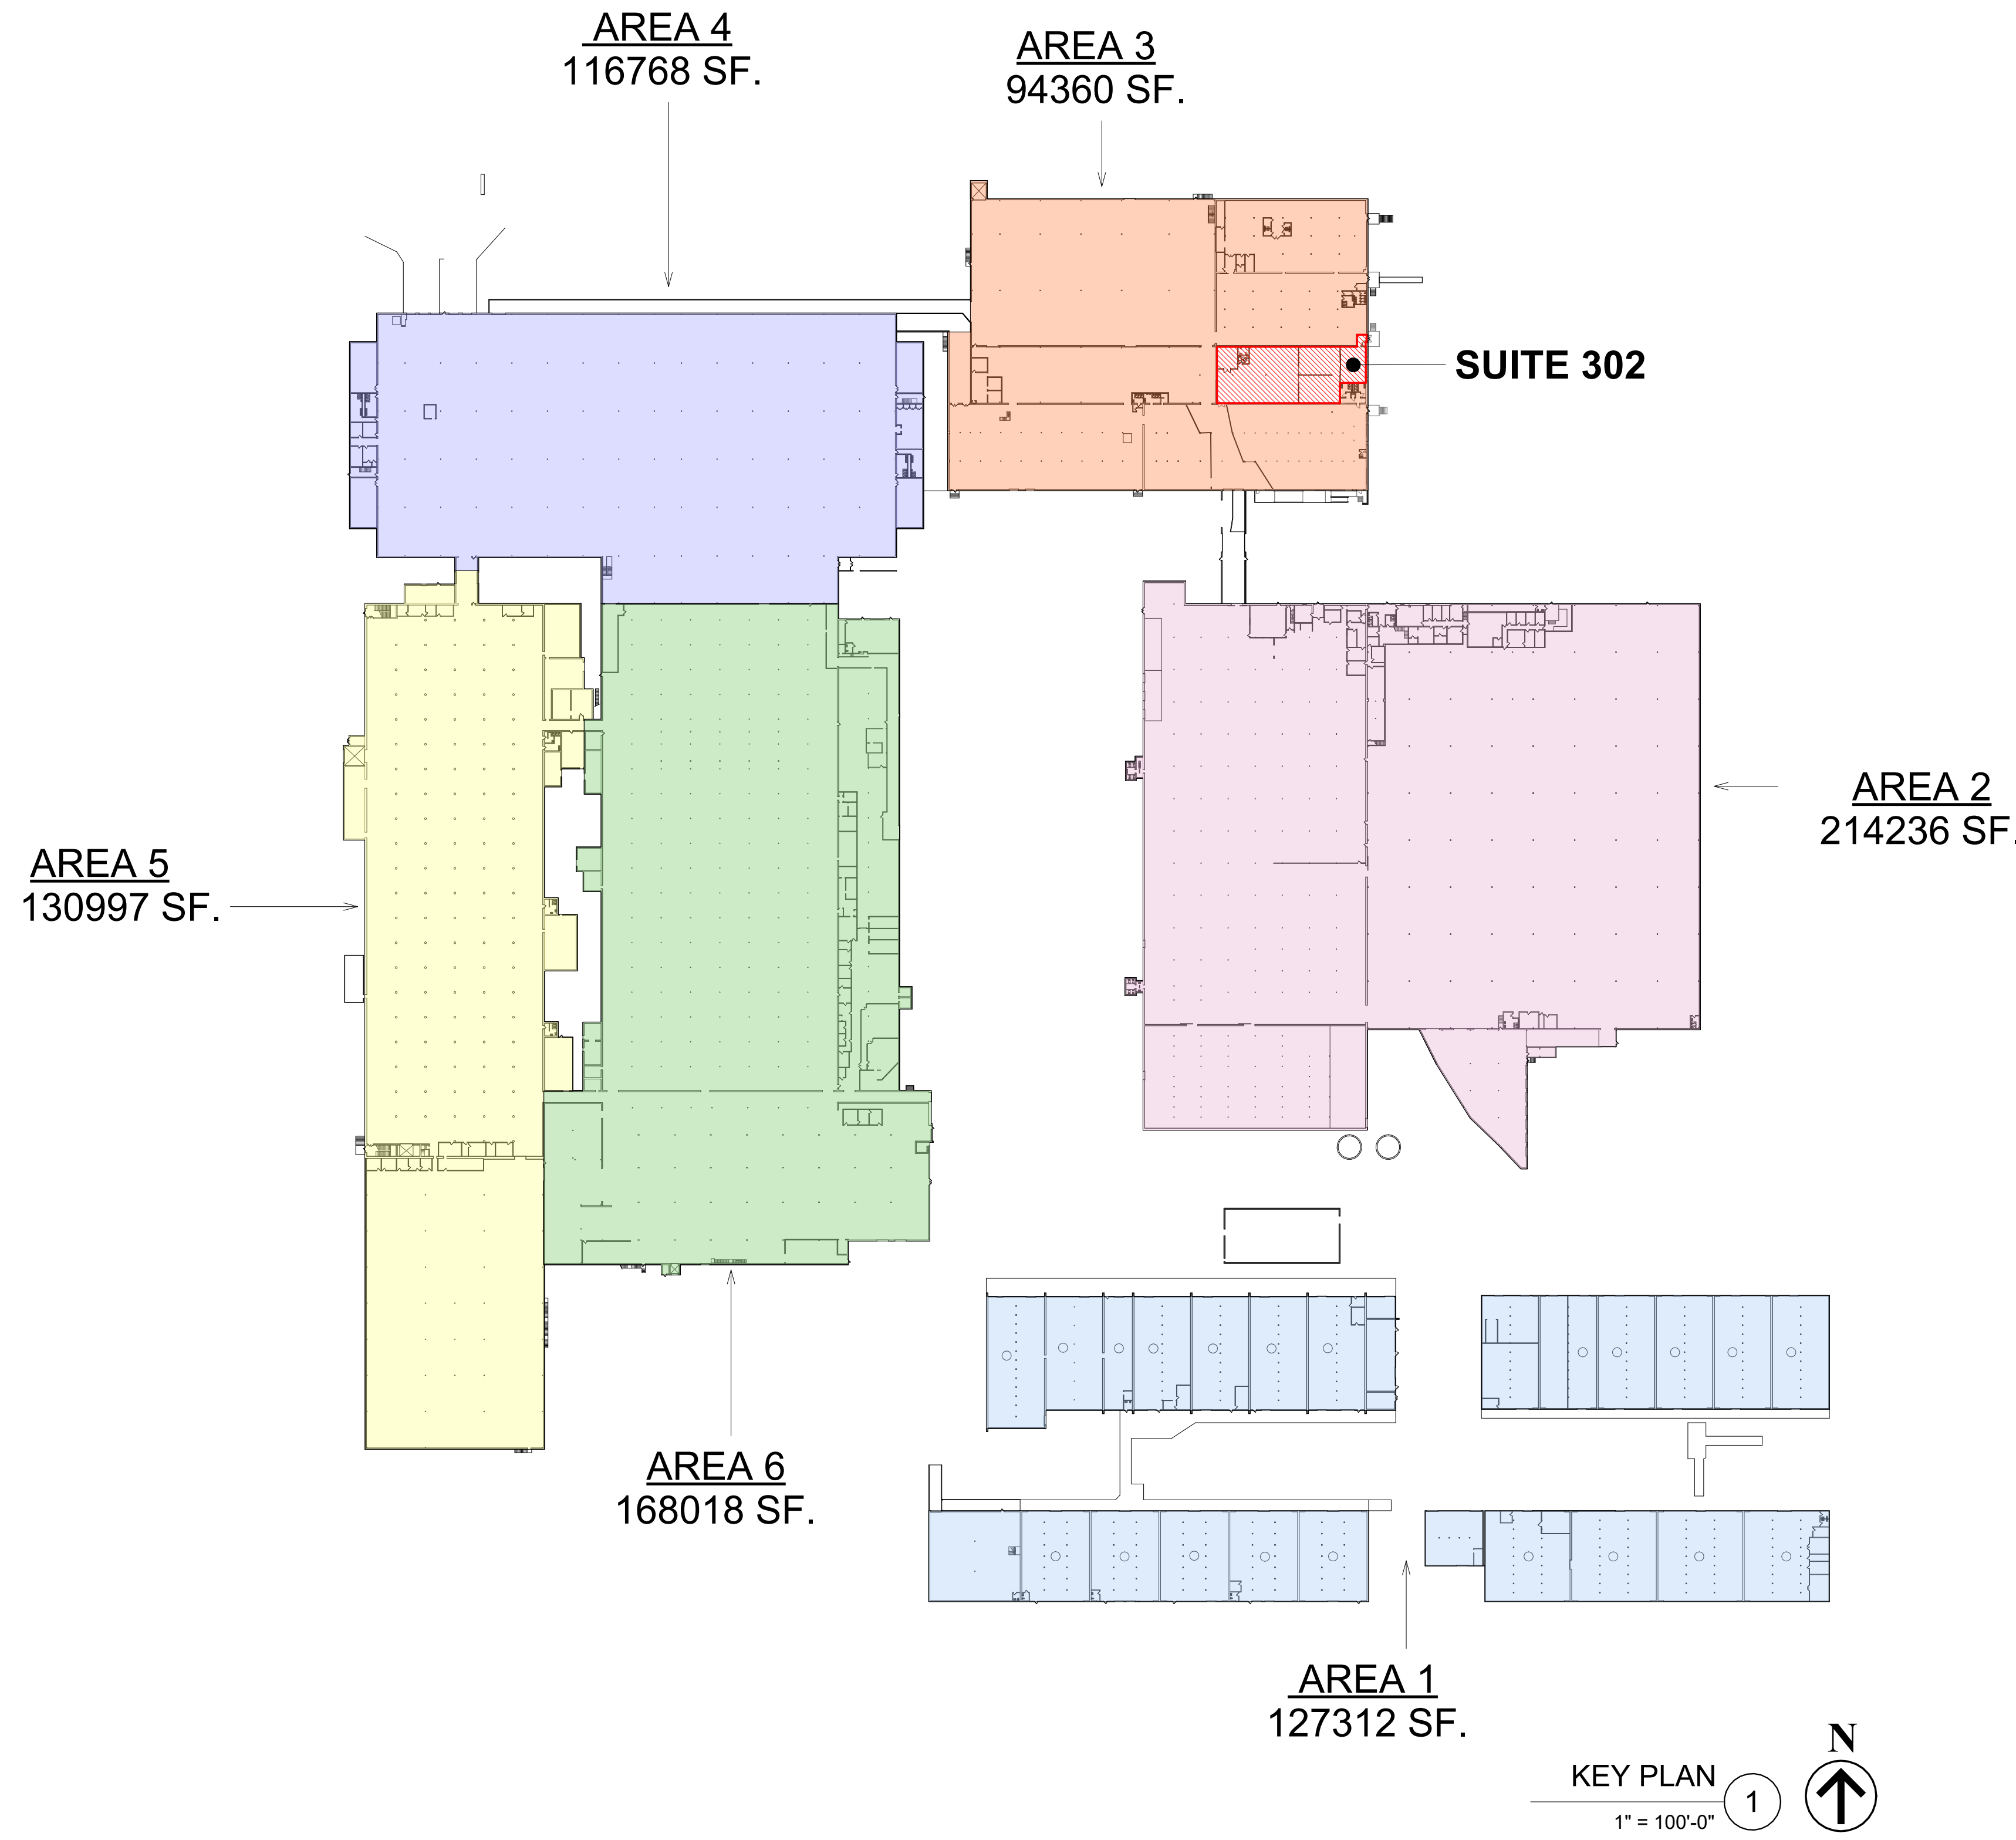 AREA 4
116768 SF.
AREA 3
94360 SF.
SUITE 302
AREA 2
214236 SF.
AREA 5
130997 SF.
AREA 6
168018 SF.
AREA 1
127312 SF.
N
KEY PLAN
1
1" = 100'-0"